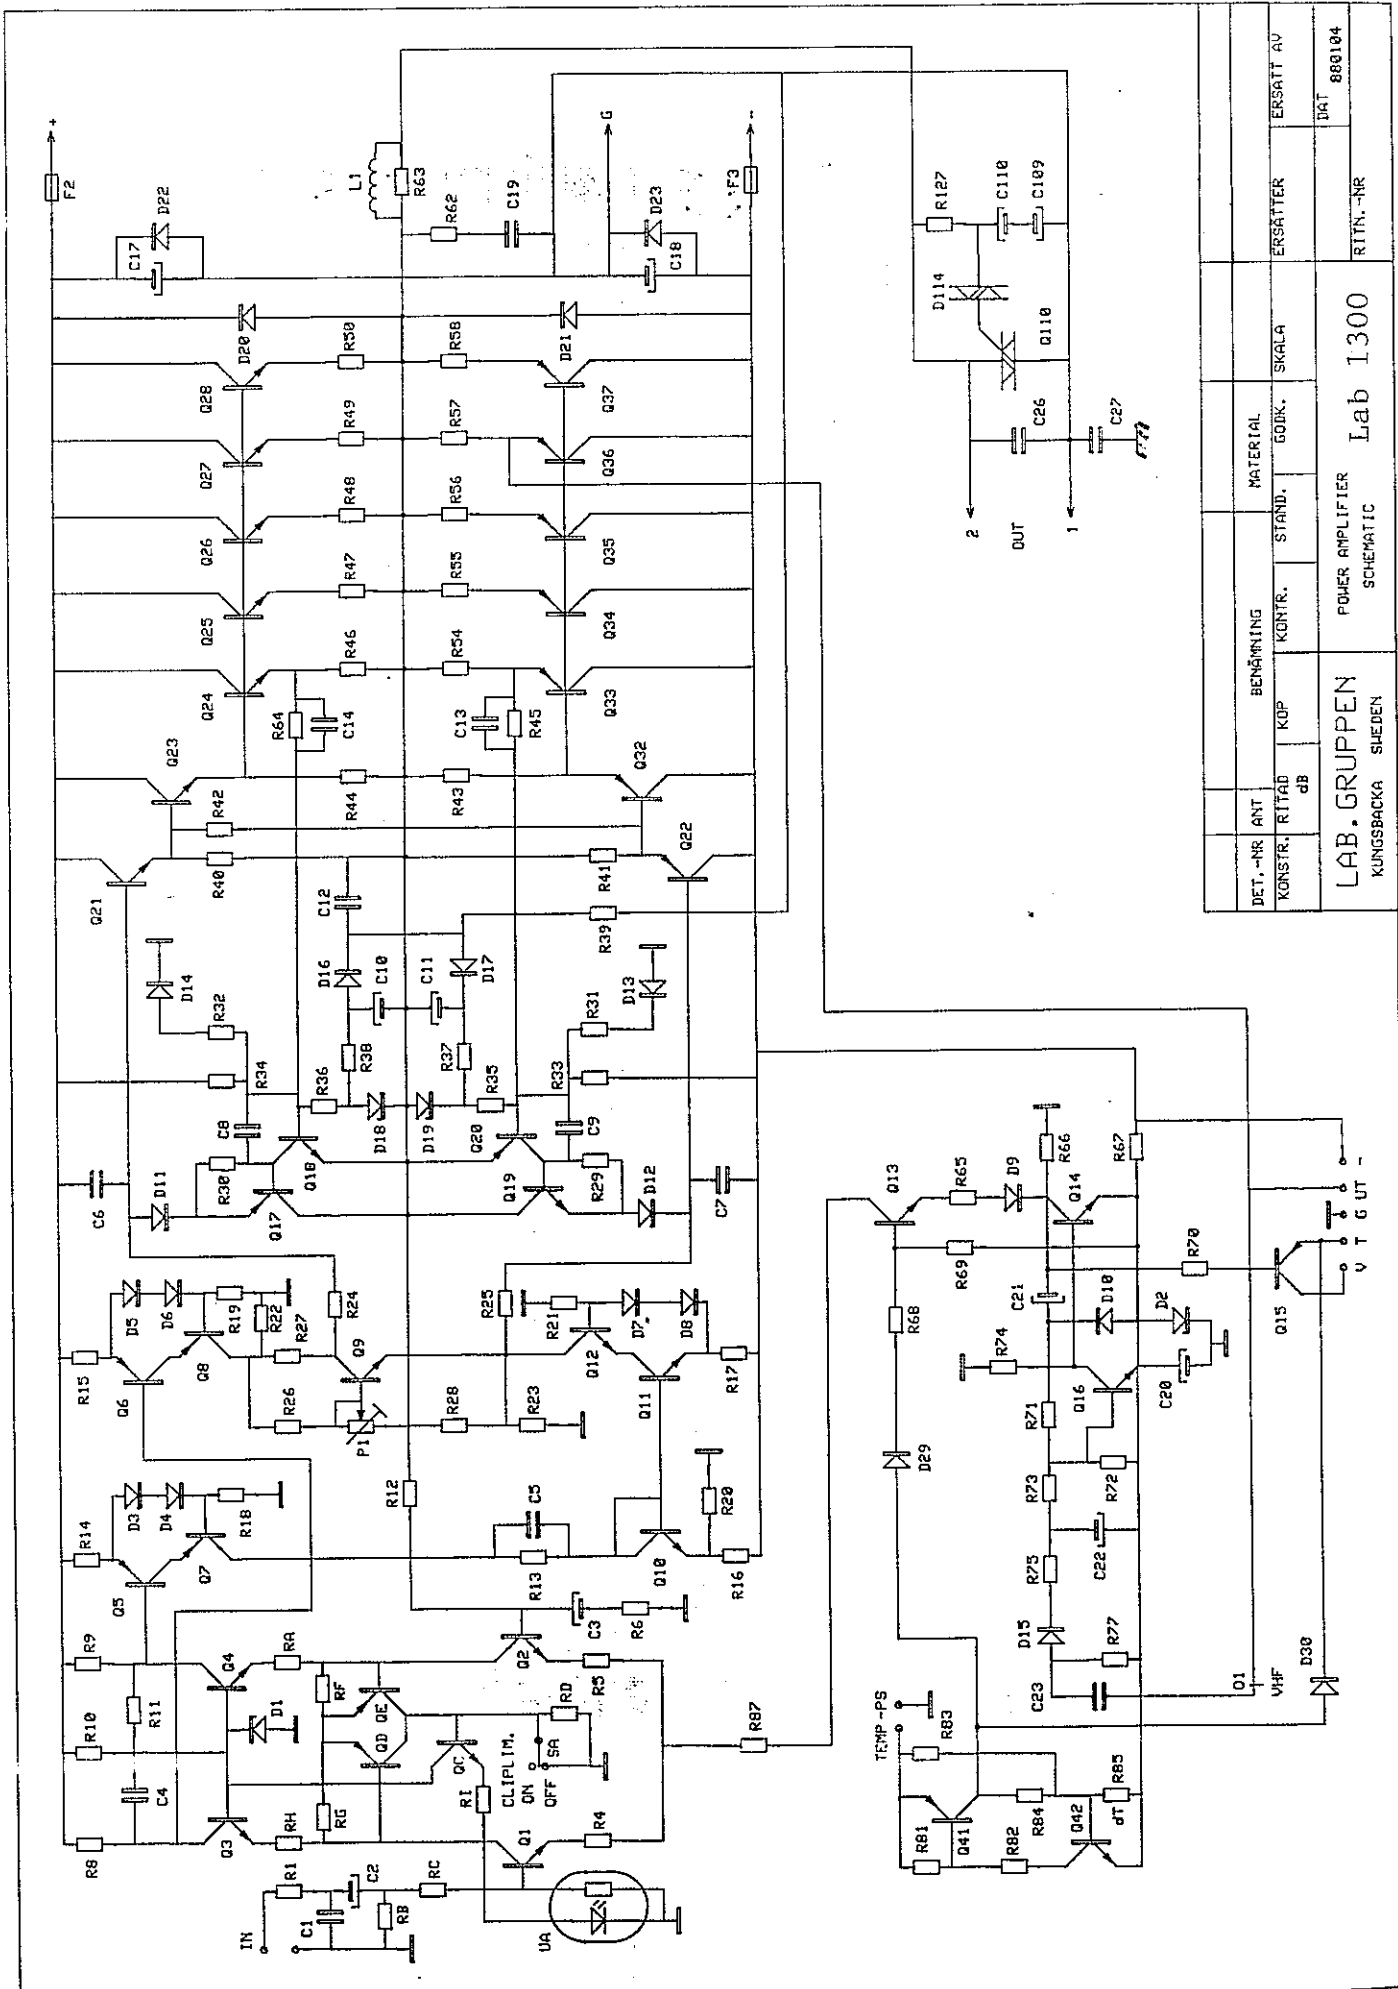 IN
R1
C1
C2
RB
RC
UA
R8
R10
R9
C4
R11
Q3
Q4
D1
RH
RA
RG
RF
QD
QE
QC
RI
CLIPLIM.
ON
OFF
SA
RD
Q1
Q2
R4
R5
C3
R6
R87
R14
D3
D4
Q5
Q7
R18
R12
R13
C5
Q10
R20
R16
R15
D5
D6
Q6
Q8
R19
R22
R27
R24
R26
Q9
P1
R28
R25
R23
R21
D7
D8
Q12
Q11
R17
C6
D11
R30
C8
Q17
Q18
R34
R32
D14
R36
R38
D18
D19
D16
C10
C11
C12
R37
D17
R35
Q20
Q19
C9
R29
R33
R31
D13
D12
C7
R39
Q21
R40
R42
R41
Q22
Q23
R44
R43
Q32
R64
C14
C13
R45
Q24
Q25
Q26
Q27
Q28
R46
R47
R48
R49
R50
R54
R55
R56
R57
R58
Q33
Q34
Q35
Q36
Q37
D20
D21
C17
D22
F2
+
L1
R63
R62
C19
G
C18
D23
F3
-
R127
C110
C109
D114
Q110
C26
C27
2
OUT
1
Q13
R65
D9
R66
Q14
R67
R69
R68
D29
R74
C21
D10
D2
R70
Q15
C20
Q16
R71
R72
R73
C22
R75
D15
R77
C23
Q1
VHF
D30
V T G UT -
TEMP-PS
R83
R81
Q41
R82
R84
Q42
R85
dT
DET.-NR
ANT
BENÄMNING
MATERIAL
KONSTR.
RITAD
dB
KOP
KONTR.
STAND.
GODK.
SKALA
ERSÄTTER
ERSATT AV
LAB.GRUPPEN
KUNGSBACKA SWEDEN
POWER AMPLIFIER
SCHEMATIC
Lab 1300
DAT
880104
RITN.-NR